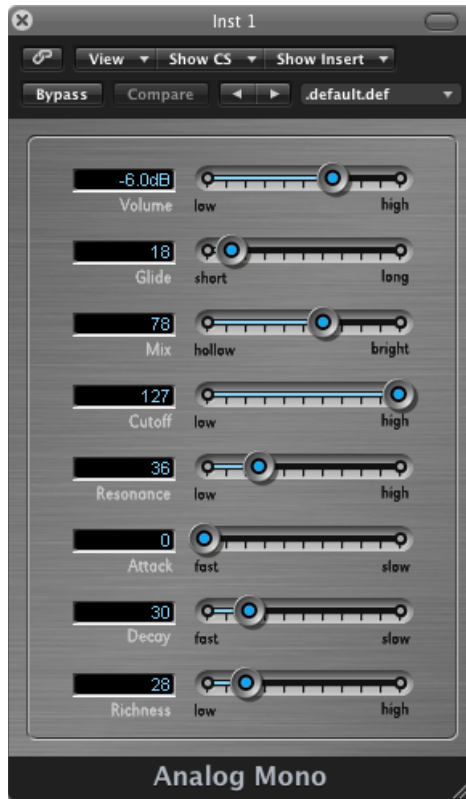 Inst 1
View Show CS Show Insert
Bypass Compare .default.def
-6.0dB
Volume low high
18
Glide short long
78
Mix hollow bright
127
Cutoff low high
36
Resonance low high
0
Attack fast slow
30
Decay fast slow
28
Richness low high
Analog Mono